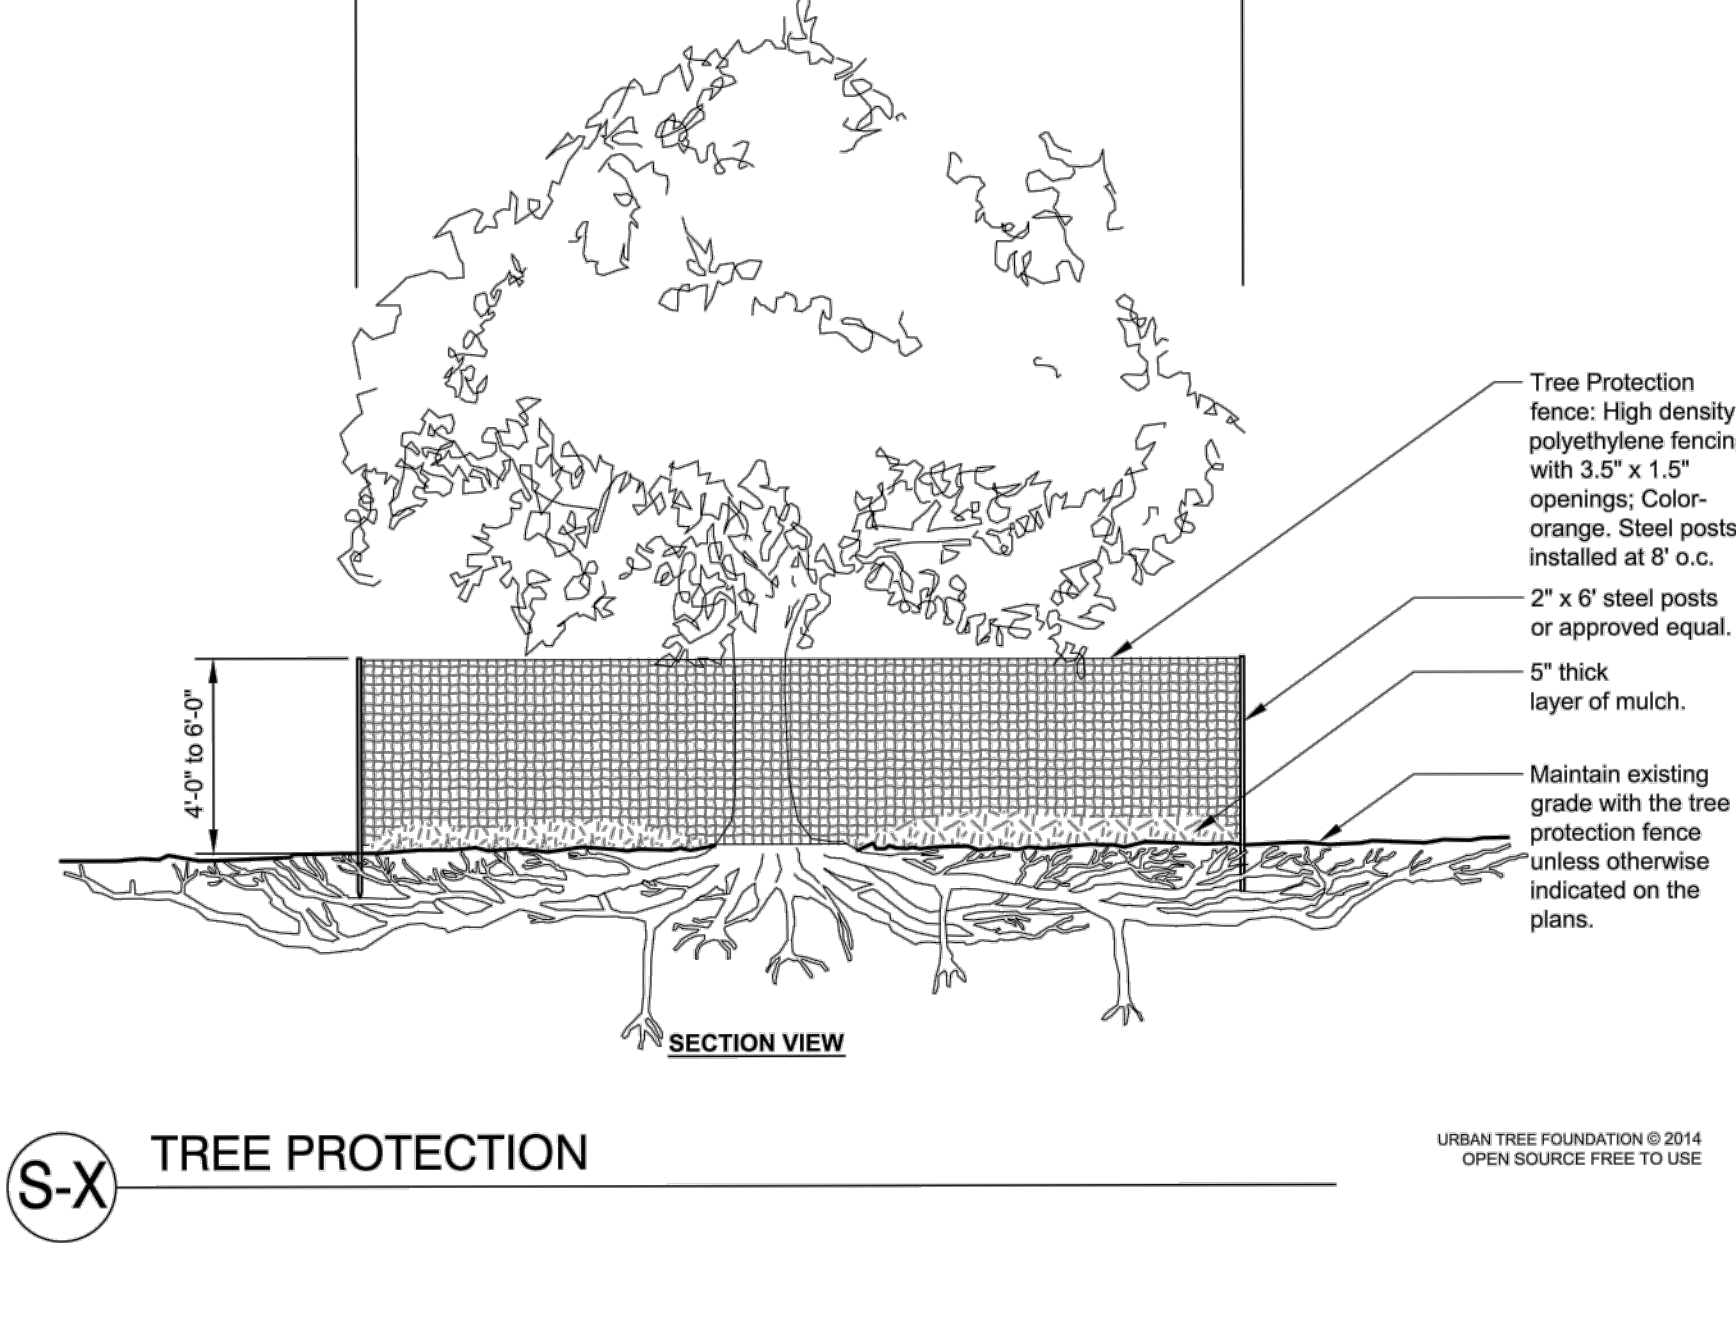 Tree Protection
fence: High density
polyethylene fencin
with 3.5" x 1.5"
openings; Color-
orange. Steel posts
installed at 8' o.c.
2" x 6' steel posts
or approved equal.
5" thick
layer of mulch.
4'-0" to 6'-0"
Maintain existing
grade with the tree
protection fence
unless otherwise
indicated on the
plans.
SECTION VIEW
S-X
TREE PROTECTION
URBAN TREE FOUNDATION © 2014
OPEN SOURCE FREE TO USE